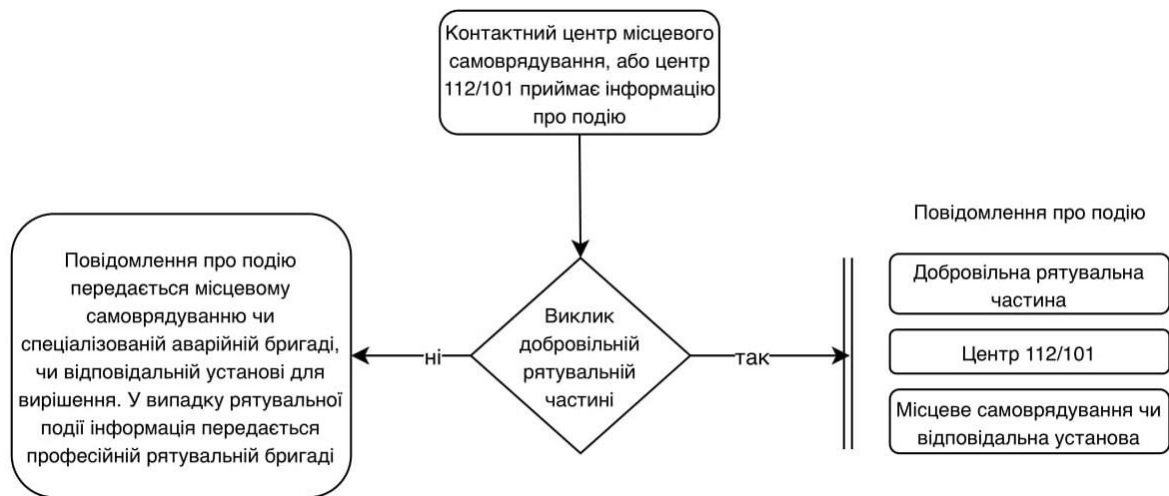 Контактний центр місцевого
самоврядування, або центр
112/101 приймає інформацію
про подію
Повідомлення про подію
передається місцевому
самоврядуванню чи
спеціалізованій аварійній бригаді,
чи відповідальній установі для
вирішення. У випадку рятувальної
події інформація передається
професійній рятувальній бригаді
ні
Виклик
добровільній
рятувальній
частині
так
Повідомлення про подію
Добровільна рятувальна
частина
Центр 112/101
Місцеве самоврядування чи
відповідальна установа